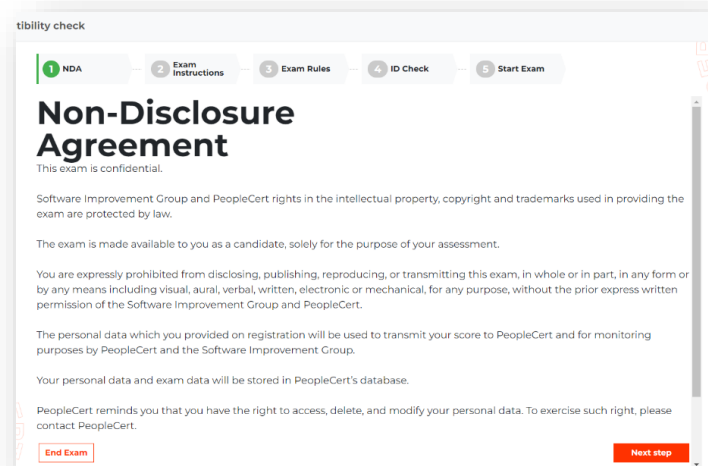 tibility check
1 NDA
2 Exam Instructions
3 Exam Rules
4 ID Check
5 Start Exam
Non-Disclosure
Agreement
This exam is confidential.
Software Improvement Group and PeopleCert rights in the intellectual property, copyright and trademarks used in providing the
exam are protected by law.
The exam is made available to you as a candidate, solely for the purpose of your assessment.
You are expressly prohibited from disclosing, publishing, reproducing, or transmitting this exam, in whole or in part, in any form or
by any means including visual, aural, verbal, written, electronic or mechanical, for any purpose, without the prior express written
permission of the Software Improvement Group and PeopleCert.
The personal data which you provided on registration will be used to transmit your score to PeopleCert and for monitoring
purposes by PeopleCert and the Software Improvement Group.
Your personal data and exam data will be stored in PeopleCert's database.
PeopleCert reminds you that you have the right to access, delete, and modify your personal data. To exercise such right, please
contact PeopleCert.
End Exam
Next step